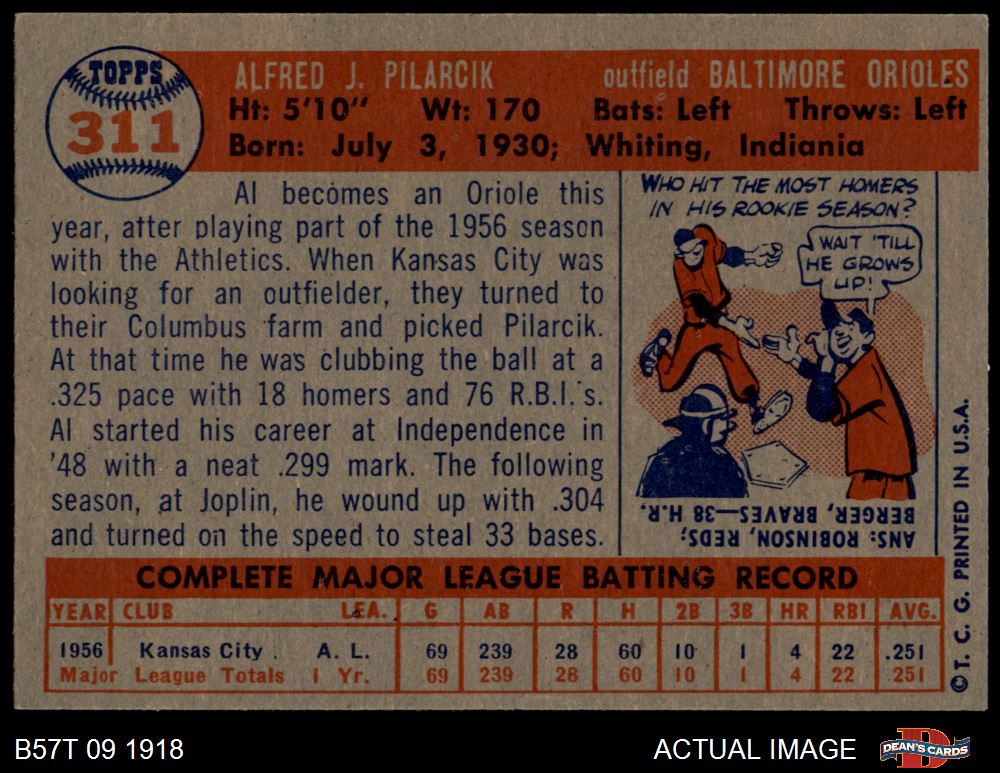 TOPPS
311
ALFRED J. PILARCIK outfield BALTIMORE ORIOLES
Ht: 5'10" Wt: 170 Bats: Left Throws: Left
Born: July 3, 1930; Whiting, Indiania
Al becomes an Oriole this
year, after playing part of the 1956 season
with the Athletics. When Kansas City was
looking for an outfielder, they turned to
their Columbus farm and picked Pilarcik.
At that time he was clubbing the ball at a
.325 pace with 18 homers and 76 R.B.I.'s.
Al started his career at Independence in
'48 with a neat .299 mark. The following
season, at Joplin, he wound up with .304
and turned on the speed to steal 33 bases.
WHO HIT THE MOST HOMERS
IN HIS ROOKIE SEASON?
WAIT 'TILL
HE GROWS
UP!
ANS: ROBINSON, REDS;
BERGER, BRAVES—38 H.R.
COMPLETE MAJOR LEAGUE BATTING RECORD
YEAR CLUB LEA. G AB R H 2B 3B HR RBI AVG.
1956 Kansas City A. L. 69 239 28 60 10 1 4 22 .251
Major League Totals 1 Yr. 69 239 28 60 10 1 4 22 .251
© T. C. G. PRINTED IN U.S.A.
B57T 09 1918 ACTUAL IMAGE
DEAN'S CARDS